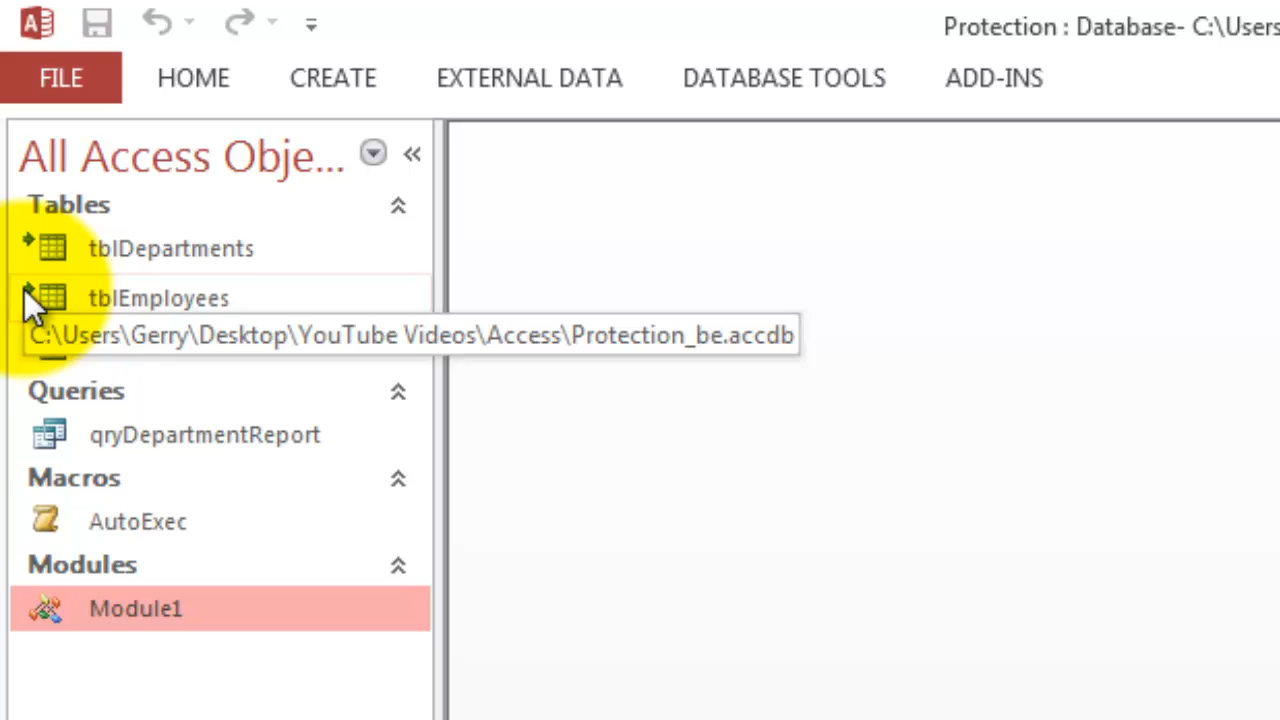 Protection : Database- C:\Users
FILE HOME CREATE EXTERNAL DATA DATABASE TOOLS ADD-INS
All Access Obje...
Tables
tblDepartments
tblEmployees
C:\Users\Gerry\Desktop\YouTube Videos\Access\Protection_be.accdb
Queries
qryDepartmentReport
Macros
AutoExec
Modules
Module1